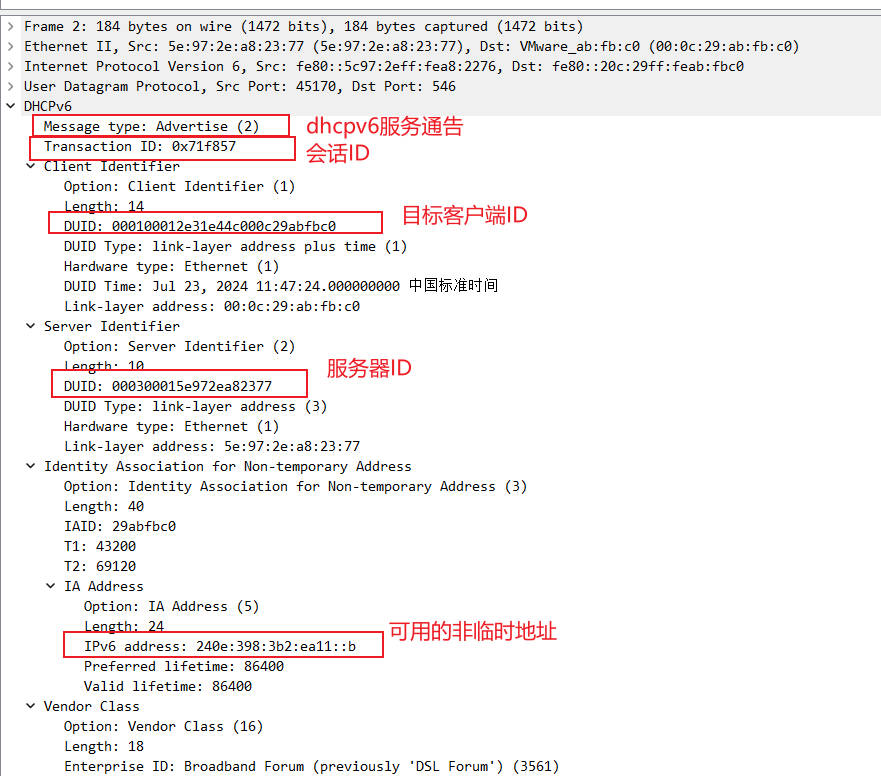 Frame 2: 184 bytes on wire (1472 bits), 184 bytes captured (1472 bits)
Ethernet II, Src: 5e:97:2e:a8:23:77 (5e:97:2e:a8:23:77), Dst: VMware_ab:fb:c0 (00:0c:29:ab:fb:c0)
Internet Protocol Version 6, Src: fe80::5c97:2eff:fea8:2276, Dst: fe80::20c:29ff:feab:fbc0
User Datagram Protocol, Src Port: 45170, Dst Port: 546
DHCPv6
Message type: Advertise (2) dhcpv6服务通告
Transaction ID: 0x71f857 会话ID
Client Identifier
Option: Client Identifier (1)
Length: 14
DUID: 000100012e31e44c000c29abfbc0 目标客户端ID
DUID Type: link-layer address plus time (1)
Hardware type: Ethernet (1)
DUID Time: Jul 23, 2024 11:47:24.000000000 中国标准时间
Link-layer address: 00:0c:29:ab:fb:c0
Server Identifier
Option: Server Identifier (2)
Length: 10
DUID: 000300015e972ea82377 服务器ID
DUID Type: link-layer address (3)
Hardware type: Ethernet (1)
Link-layer address: 5e:97:2e:a8:23:77
Identity Association for Non-temporary Address
Option: Identity Association for Non-temporary Address (3)
Length: 40
IAID: 29abfbc0
T1: 43200
T2: 69120
IA Address
Option: IA Address (5)
Length: 24
IPv6 address: 240e:398:3b2:ea11::b 可用的非临时地址
Preferred lifetime: 86400
Valid lifetime: 86400
Vendor Class
Option: Vendor Class (16)
Length: 18
Enterprise ID: Broadband Forum (previously 'DSL Forum') (3561)